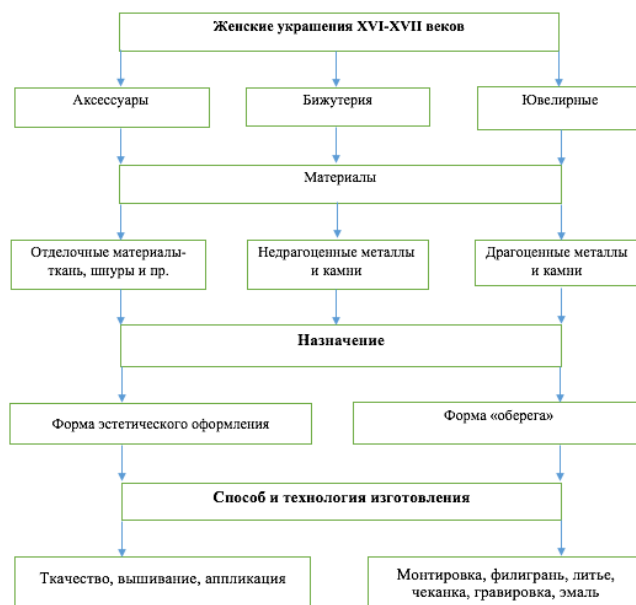 Женские украшения XVI-XVII веков
Аксессуары
Бижутерия
Ювелирные
Материалы
Отделочные материалы-
ткань, шнуры и пр.
Недрагоценные металлы
и камни
Драгоценные металлы
и камни
Назначение
Форма эстетического оформления
Форма «оберега»
Способ и технология изготовления
Ткачество, вышивание, аппликация
Монтировка, филигрань, литье,
чеканка, гравировка, эмаль